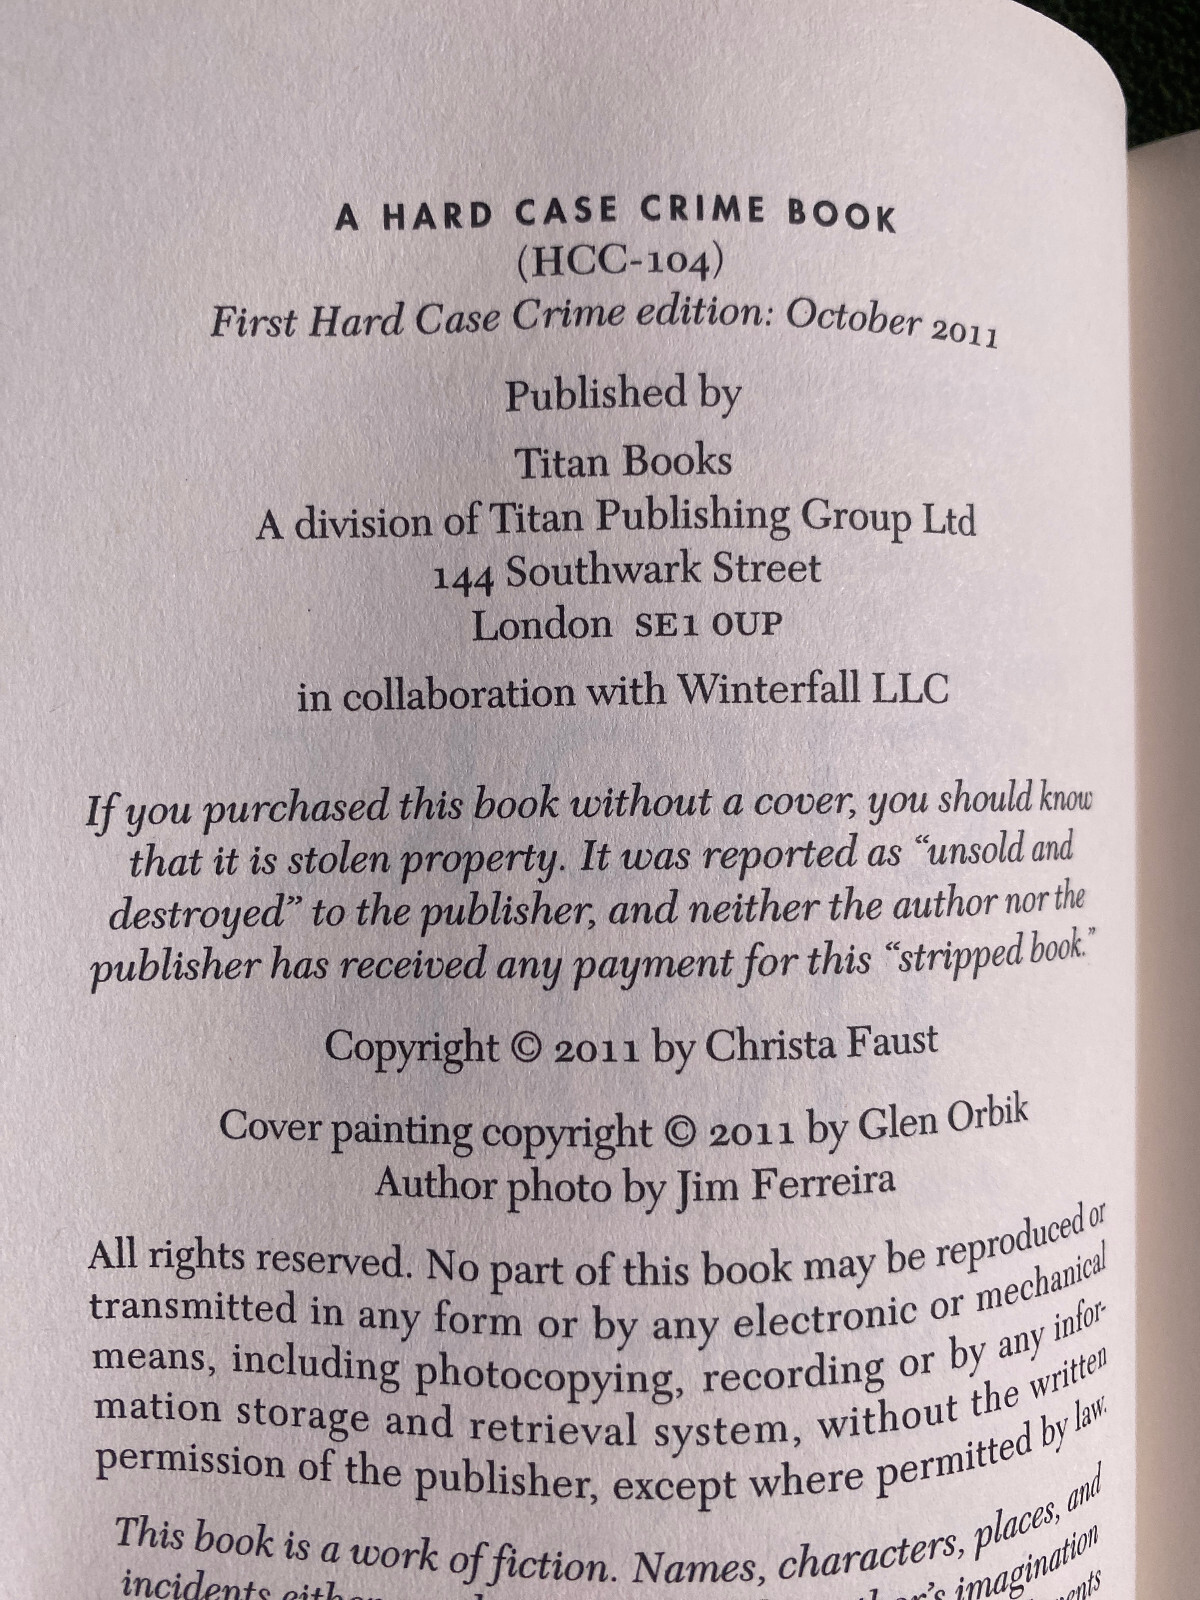 A HARD CASE CRIME BOOK
(HCC-104)
First Hard Case Crime edition: October 2011
Published by
Titan Books
A division of Titan Publishing Group Ltd
144 Southwark Street
London SE1 0UP
in collaboration with Winterfall LLC
If you purchased this book without a cover, you should know
that it is stolen property. It was reported as “unsold and
destroyed” to the publisher, and neither the author nor the
publisher has received any payment for this “stripped book.”
Copyright © 2011 by Christa Faust
Cover painting copyright © 2011 by Glen Orbik
Author photo by Jim Ferreira
All rights reserved. No part of this book may be reproduced or
transmitted in any form or by any electronic or mechanical
means, including photocopying, recording or by any infor-
mation storage and retrieval system, without the written
permission of the publisher, except where permitted by law.
This book is a work of fiction. Names, characters, places, and
incidents imagination